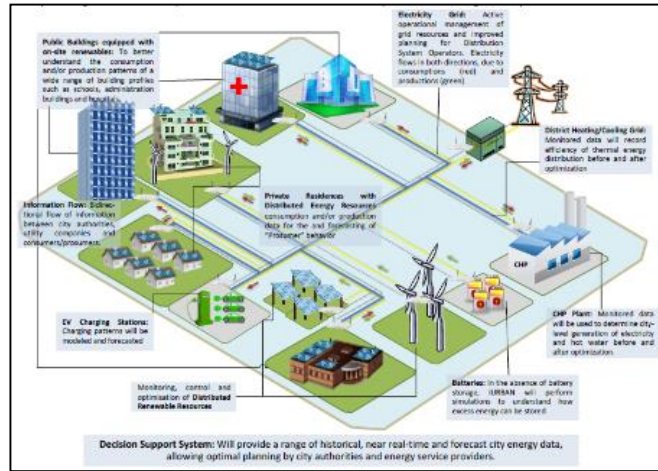 Public Buildings equipped with
on-site renewables: To better
understand the consumption
and/or production patterns of a
wide range of building profiles
such as schools, administration
buildings and hospitals.
Electricity Grid: Active
operational management of
grid resources and improved
planning for Distribution
System Operators. Electricity
flows in both directions, due to
consumptions (red) and
productions (green)
District Heating/Cooling Grid:
Monitored data will record
efficiency of thermal energy
distribution before and after
optimization
Information Flow: Bidirec-
tional flow of information
between city authorities,
utility companies and
consumers/prosumers.
Private Residences with
Distributed Energy Resources
consumption and/or production
data for the and forecasting of
"Producer" behavior
CHP
EV Charging Stations:
Charging patterns will be
modeled and forecasted
CHP Plant: Monitored data
will be used to determine city-
level generation of electricity
and hot water before and
after optimization.
Monitoring, control and
optimisation of Distributed
Renewable Resources
Batteries: In the absence of battery
storage, iURBAN will perform
simulations to understand how
excess energy can be stored
Decision Support System: Will provide a range of historical, near real-time and forecast city energy data,
allowing optimal planning by city authorities and energy service providers.